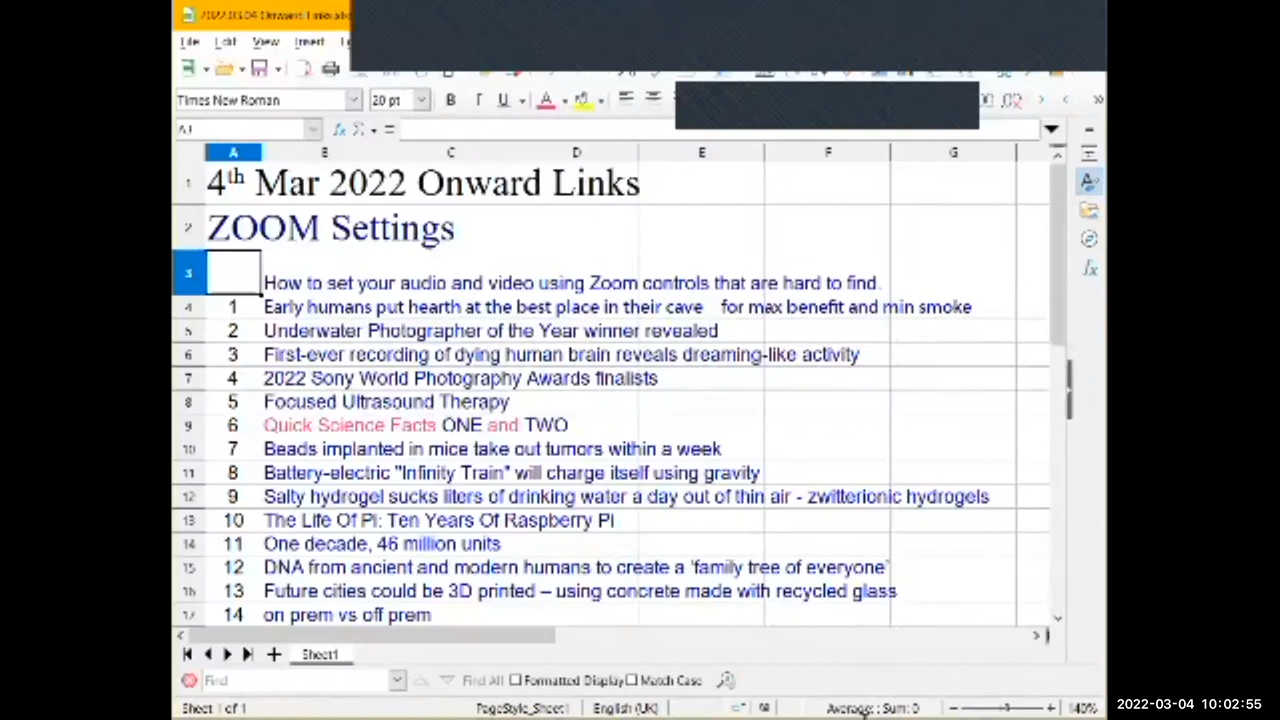 2022.03.04 Onward Links.xls
File Edit View Insert
Times New Roman 20 pt B I U A
A3 fx Σ =
A B C D E F G
1 4th Mar 2022 Onward Links
2 ZOOM Settings
3 How to set your audio and video using Zoom controls that are hard to find.
4 1 Early humans put hearth at the best place in their cave for max benefit and min smoke
5 2 Underwater Photographer of the Year winner revealed
6 3 First-ever recording of dying human brain reveals dreaming-like activity
7 4 2022 Sony World Photography Awards finalists
8 5 Focused Ultrasound Therapy
9 6 Quick Science Facts ONE and TWO
10 7 Beads implanted in mice take out tumors within a week
11 8 Battery-electric "Infinity Train" will charge itself using gravity
12 9 Salty hydrogel sucks liters of drinking water a day out of thin air - zwitterionic hydrogels
13 10 The Life Of Pi: Ten Years Of Raspberry Pi
14 11 One decade, 46 million units
15 12 DNA from ancient and modern humans to create a 'family tree of everyone'
16 13 Future cities could be 3D printed – using concrete made with recycled glass
17 14 on prem vs off prem
Sheet1
Find Find All Formatted Display Match Case
Sheet 1 of 1 PageStyle_Sheet1 English (UK) Average: ; Sum: 0 140%
2022-03-04 10:02:55